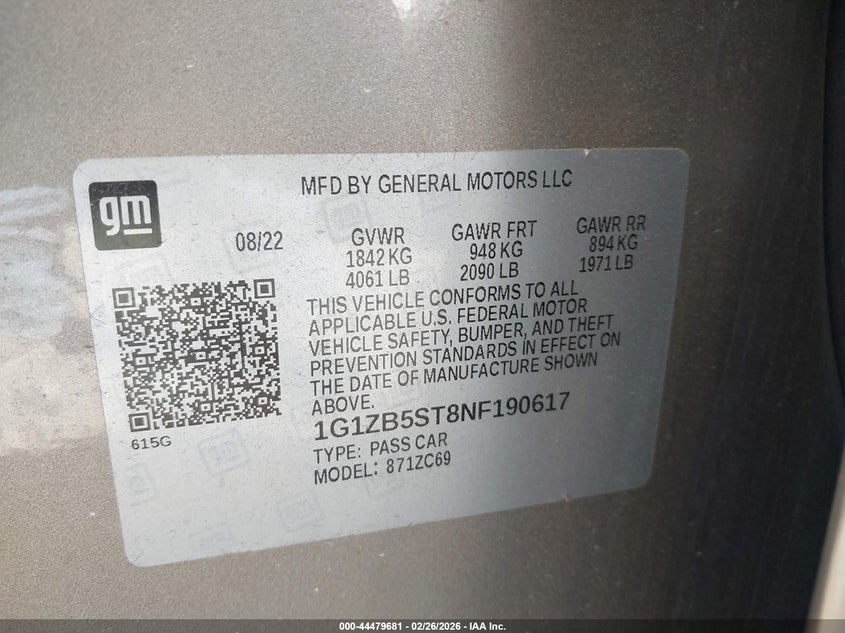 MFD BY GENERAL MOTORS LLC
gm
08/22 GVWR GAWR FRT GAWR RR
1842 KG 948 KG 894 KG
4061 LB 2090 LB 1971 LB
THIS VEHICLE CONFORMS TO ALL
APPLICABLE U.S. FEDERAL MOTOR
VEHICLE SAFETY, BUMPER, AND THEFT
PREVENTION STANDARDS IN EFFECT ON
THE DATE OF MANUFACTURE SHOWN
ABOVE.
615G
1G1ZB5ST8NF190617
TYPE: PASS CAR
MODEL: 871ZC69
000-44479681 - 02/26/2026 - IAA Inc.